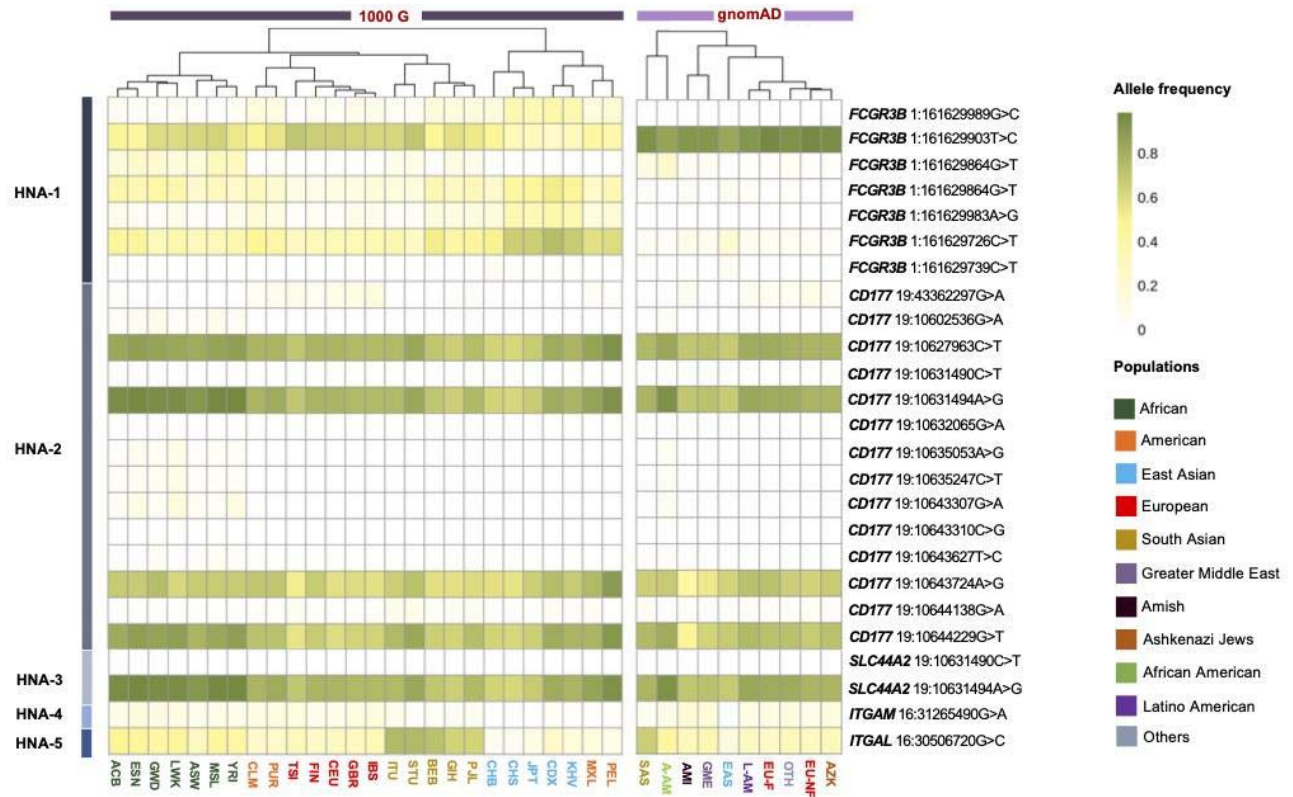 1000 G
gnomAD
HNA-1
HNA-2
HNA-3
HNA-4
HNA-5
FCGR3B 1:161629989G>C
FCGR3B 1:161629903T>C
FCGR3B 1:161629864G>T
FCGR3B 1:161629864G>T
FCGR3B 1:161629983A>G
FCGR3B 1:161629726C>T
FCGR3B 1:161629739C>T
CD177 19:43362297G>A
CD177 19:10602536G>A
CD177 19:10627963C>T
CD177 19:10631490C>T
CD177 19:10631494A>G
CD177 19:10632065G>A
CD177 19:10635053A>G
CD177 19:10635247C>T
CD177 19:10643307G>A
CD177 19:10643310C>G
CD177 19:10643627T>C
CD177 19:10643724A>G
CD177 19:10644138G>A
CD177 19:10644229G>T
SLC44A2 19:10631490C>T
SLC44A2 19:10631494A>G
ITGAM 16:31265490G>A
ITGAL 16:30506720G>C
ACB
ESN
GWD
LWK
ASW
MSL
YRI
CLM
PUR
TSI
FIN
CEU
GBR
IBS
ITU
STU
BEB
GIH
PJL
CHB
CHS
JPT
CDX
KHV
MXL
PEL
SAS
A-AM
AMI
GME
EAS
L-AM
EU-F
OTH
EU-NF
AZK
Allele frequency
0.8
0.6
0.4
0.2
0
Populations
African
American
East Asian
European
South Asian
Greater Middle East
Amish
Ashkenazi Jews
African American
Latino American
Others